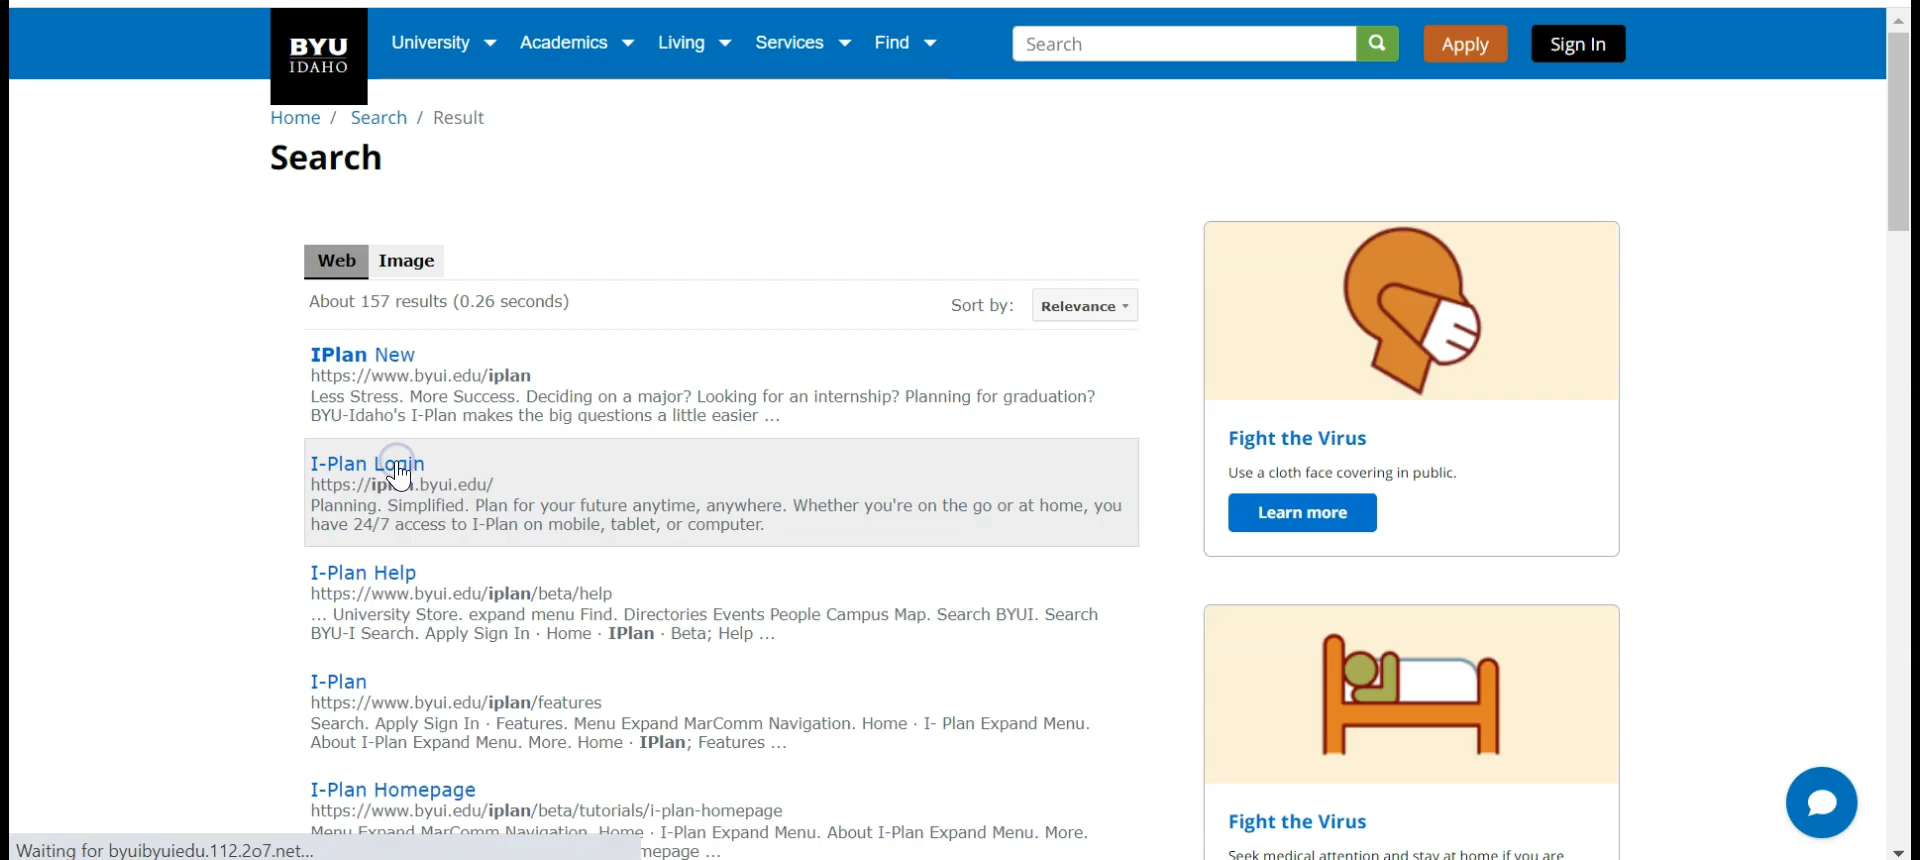 BYU
IDAHO
University
Academics
Living
Services
Find
Search
Apply
Sign In
Home / Search / Result
Search
Web
Image
About 157 results (0.26 seconds)
Sort by:
Relevance
IPlan New
https://www.byui.edu/iplan
Less Stress. More Success. Deciding on a major? Looking for an internship? Planning for graduation?
BYU-Idaho's I-Plan makes the big questions a little easier ...
I-Plan Login
https://iplan.byui.edu/
Planning. Simplified. Plan for your future anytime, anywhere. Whether you're on the go or at home, you
have 24/7 access to I-Plan on mobile, tablet, or computer.
I-Plan Help
https://www.byui.edu/iplan/beta/help
... University Store. expand menu Find. Directories Events People Campus Map. Search BYUI. Search
BYU-I Search. Apply Sign In · Home · IPlan · Beta; Help ...
I-Plan
https://www.byui.edu/iplan/features
Search. Apply Sign In · Features. Menu Expand MarComm Navigation. Home · I- Plan Expand Menu.
About I-Plan Expand Menu. More. Home · IPlan; Features ...
I-Plan Homepage
https://www.byui.edu/iplan/beta/tutorials/i-plan-homepage
Menu Expand MarComm Navigation. Home · I-Plan Expand Menu. About I-Plan Expand Menu. More.
mepage ...
Waiting for byuibyuiedu.112.2o7.net...
Fight the Virus
Use a cloth face covering in public.
Learn more
Fight the Virus
Seek medical attention and stay at home if you are